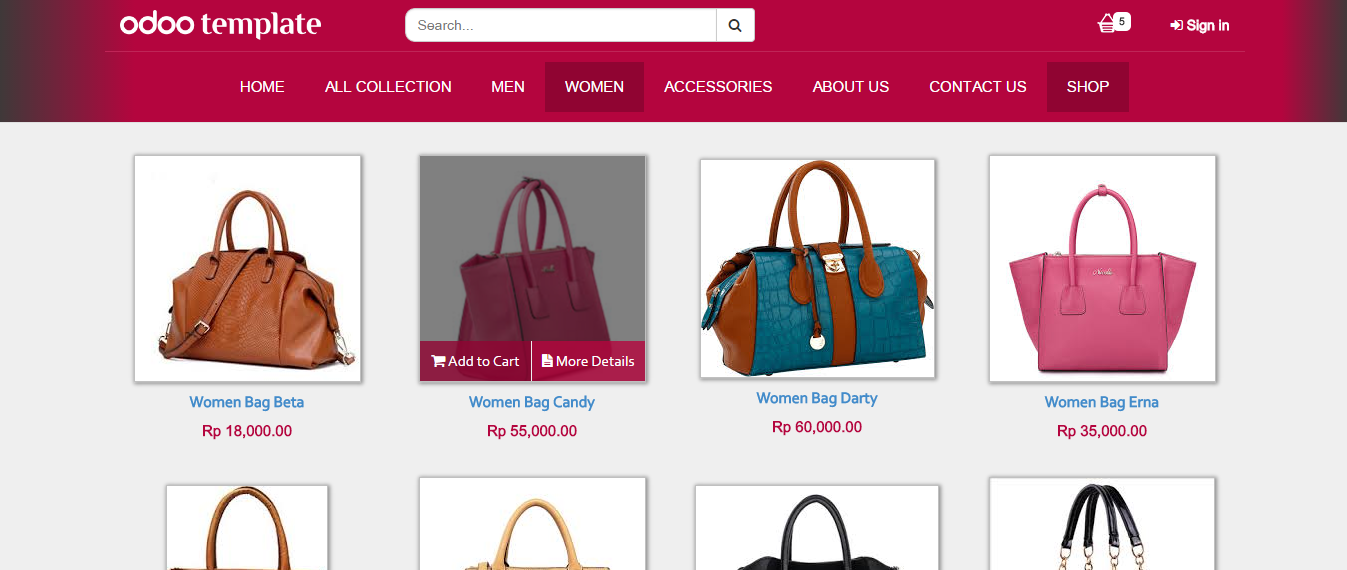 odoo template
Search...
5
Sign in
HOME
ALL COLLECTION
MEN
WOMEN
ACCESSORIES
ABOUT US
CONTACT US
SHOP
Add to Cart
More Details
Women Bag Beta
Rp 18,000.00
Women Bag Candy
Rp 55,000.00
Women Bag Darty
Rp 60,000.00
Women Bag Erna
Rp 35,000.00